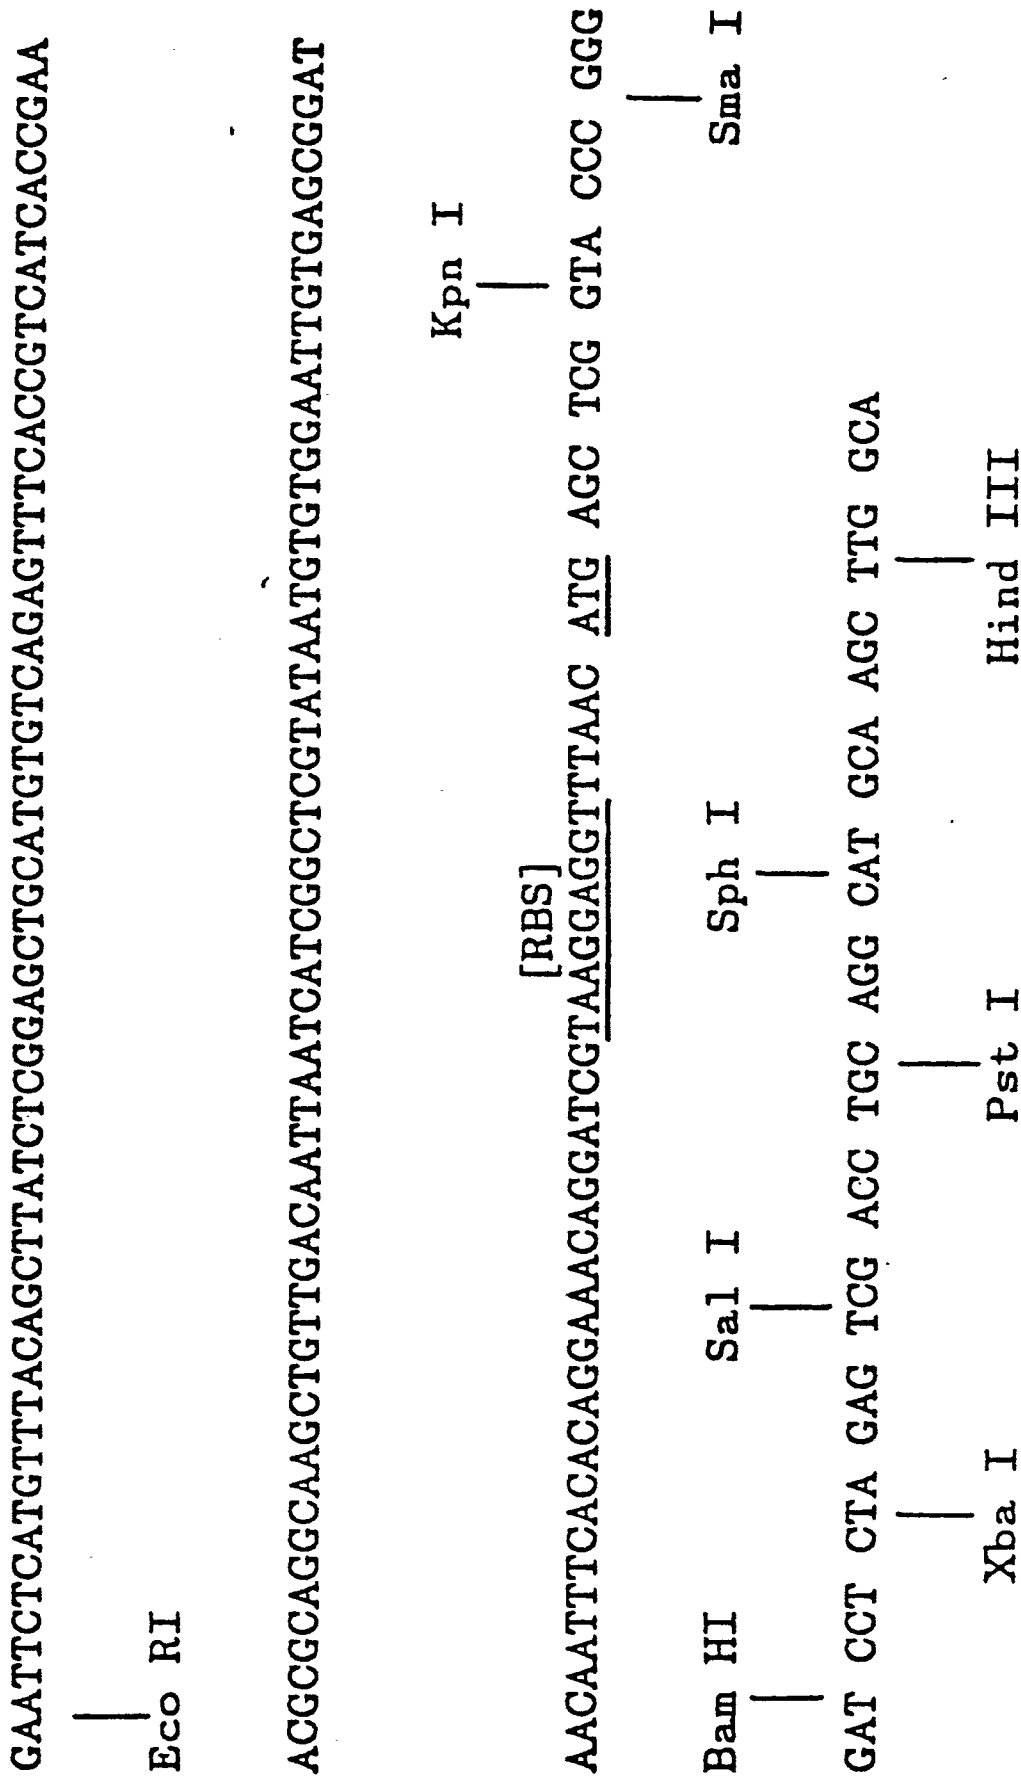 GAATTCTCATGTTTACAGCTTATCTCGGAGCTGCATGTGTCAGAGTTTCACCGTCATCACCGAA
Eco RI
ACGCGCAGGCAAGCTGTTGACAATTAATCATCGGCTCGTATAATGTGTGGAATTGTGAGCGGAT
Kpn I
[RBS]
AACAATTTCACACAGGAAACAGGATCGTAAGGAGGTTTAAC ATG AGC TCG GTA CCC GGG
Sma I
Bam HI Sal I Sph I
GAT CCT CTA GAG TCG ACC TGC AGG CAT GCA AGC TTG GCA
Xba I Pst I Hind III